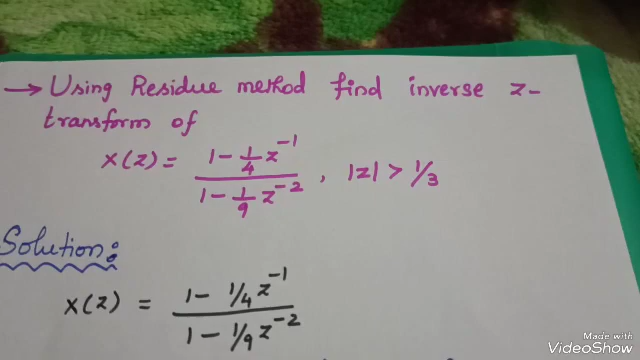 → Using Residue method find inverse z-
transform of
X(z) = (1 - 1/4 z^-1) / (1 - 1/9 z^-2), |z| > 1/3
Solution:
X(z) = (1 - 1/4 z^-1) / (1 - 1/9 z^-2)
Made with
VideoShow